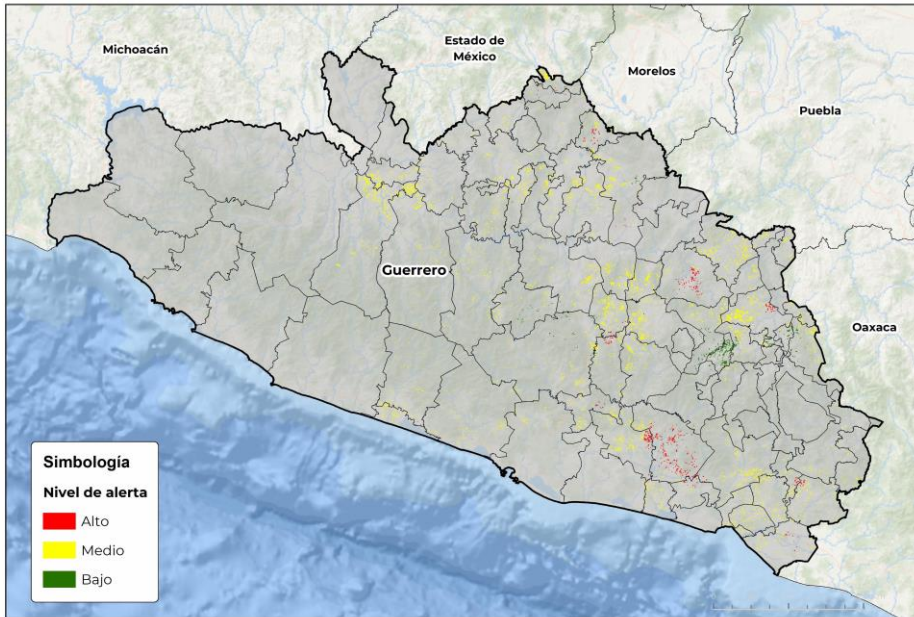 Michoacán
Estado de
México
Morelos
Puebla
Guerrero
Oaxaca
Simbología
Nivel de alerta
Alto
Medio
Bajo